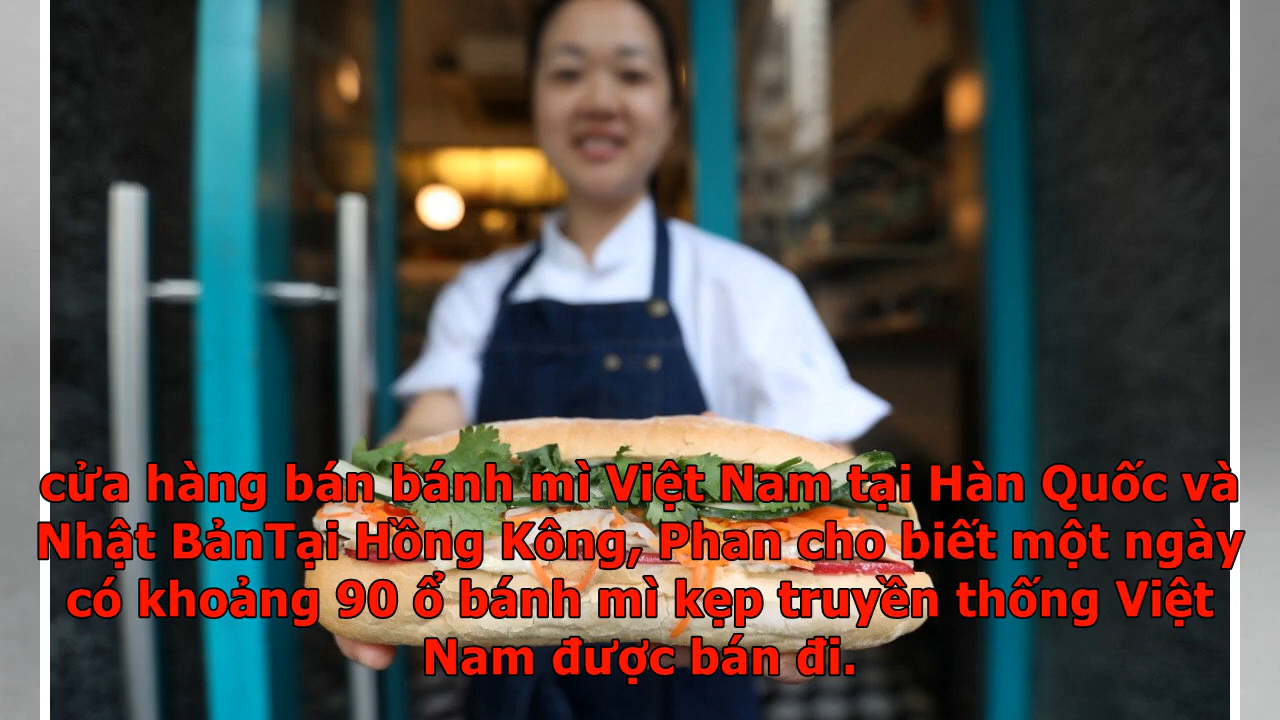 cửa hàng bán bánh mì Việt Nam tại Hàn Quốc và
Nhật BảnTại Hồng Kông, Phan cho biết một ngày
có khoảng 90 ổ bánh mì kẹp truyền thống Việt
Nam được bán đi.